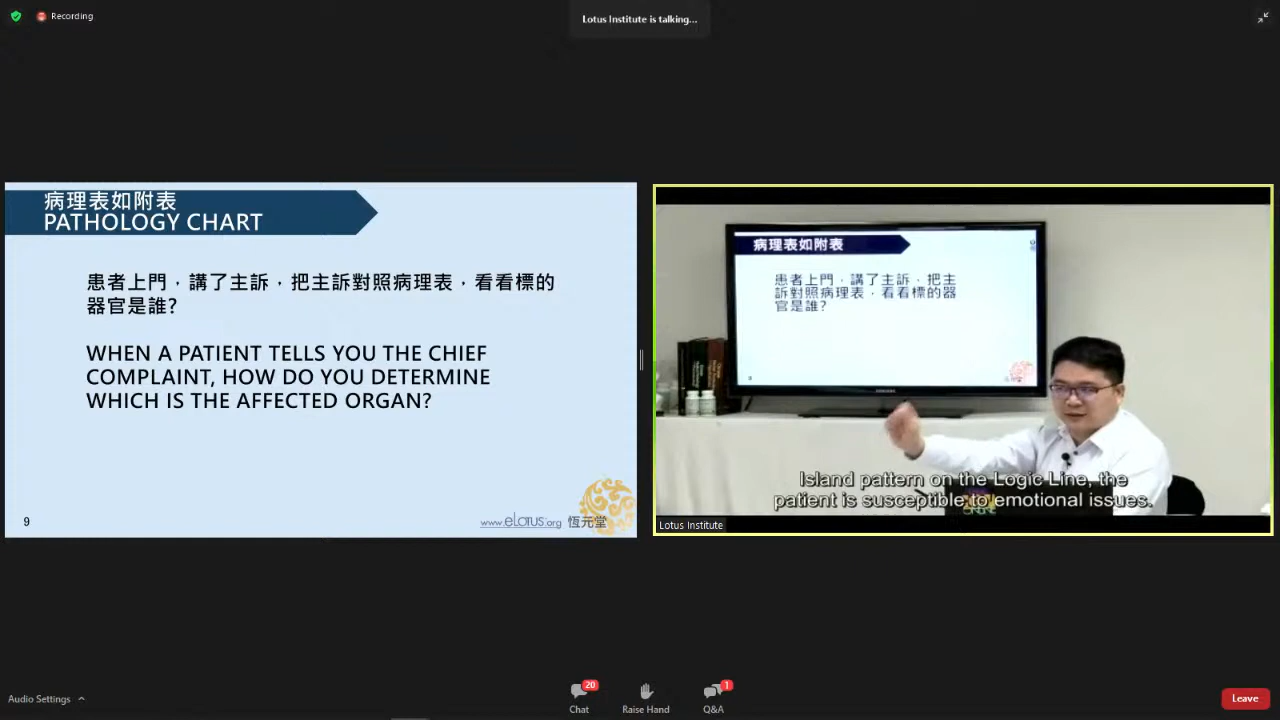 Recording
Lotus Institute is talking...
病理表如附表
PATHOLOGY CHART
患者上門，講了主訴，把主訴對照病理表，看看標的
器官是誰?
WHEN A PATIENT TELLS YOU THE CHIEF
COMPLAINT, HOW DO YOU DETERMINE
WHICH IS THE AFFECTED ORGAN?
9
www.eLotus.org 恆元堂
病理表如附表
患者上門，講了主訴，把主
訴對照病理表，看看標的器
官是誰?
Island pattern on the Logic Line, the
patient is susceptible to emotional issues.
Lotus Institute
Audio Settings
20
Chat
Raise Hand
1
Q&A
Leave